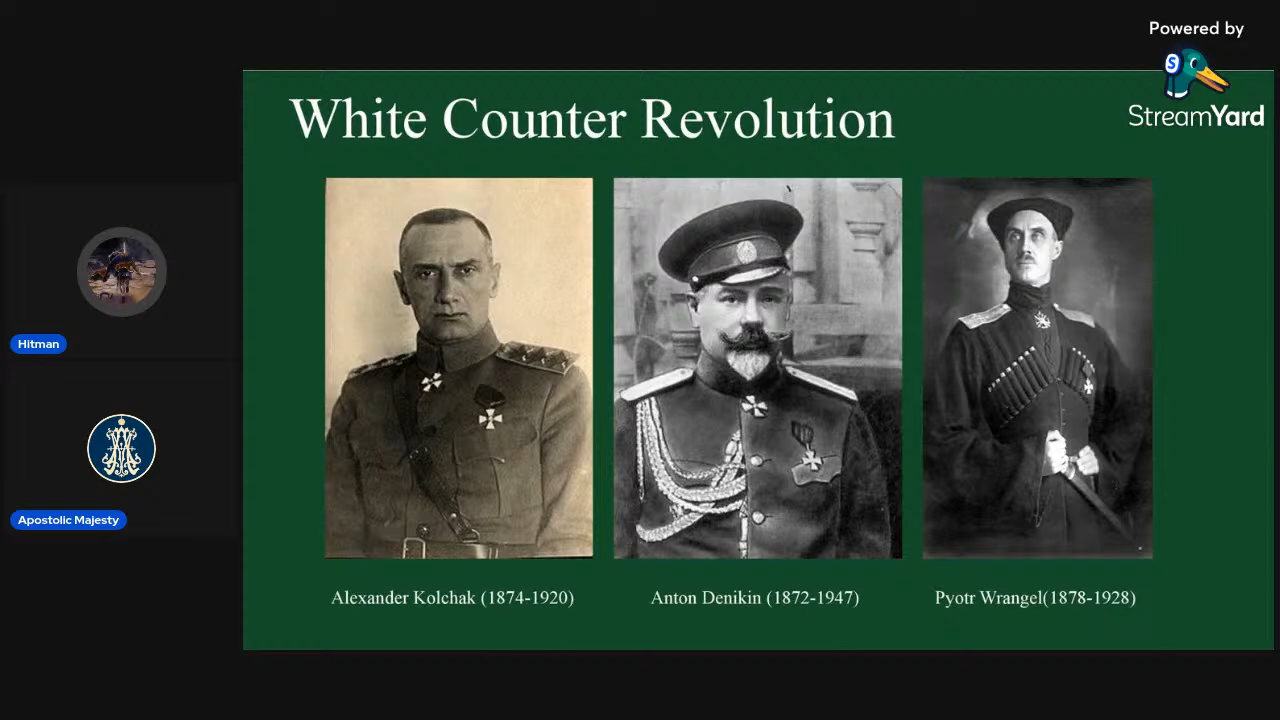 Powered by
S
StreamYard
White Counter Revolution
Hitman
Apostolic Majesty
Alexander Kolchak (1874-1920)
Anton Denikin (1872-1947)
Pyotr Wrangel(1878-1928)